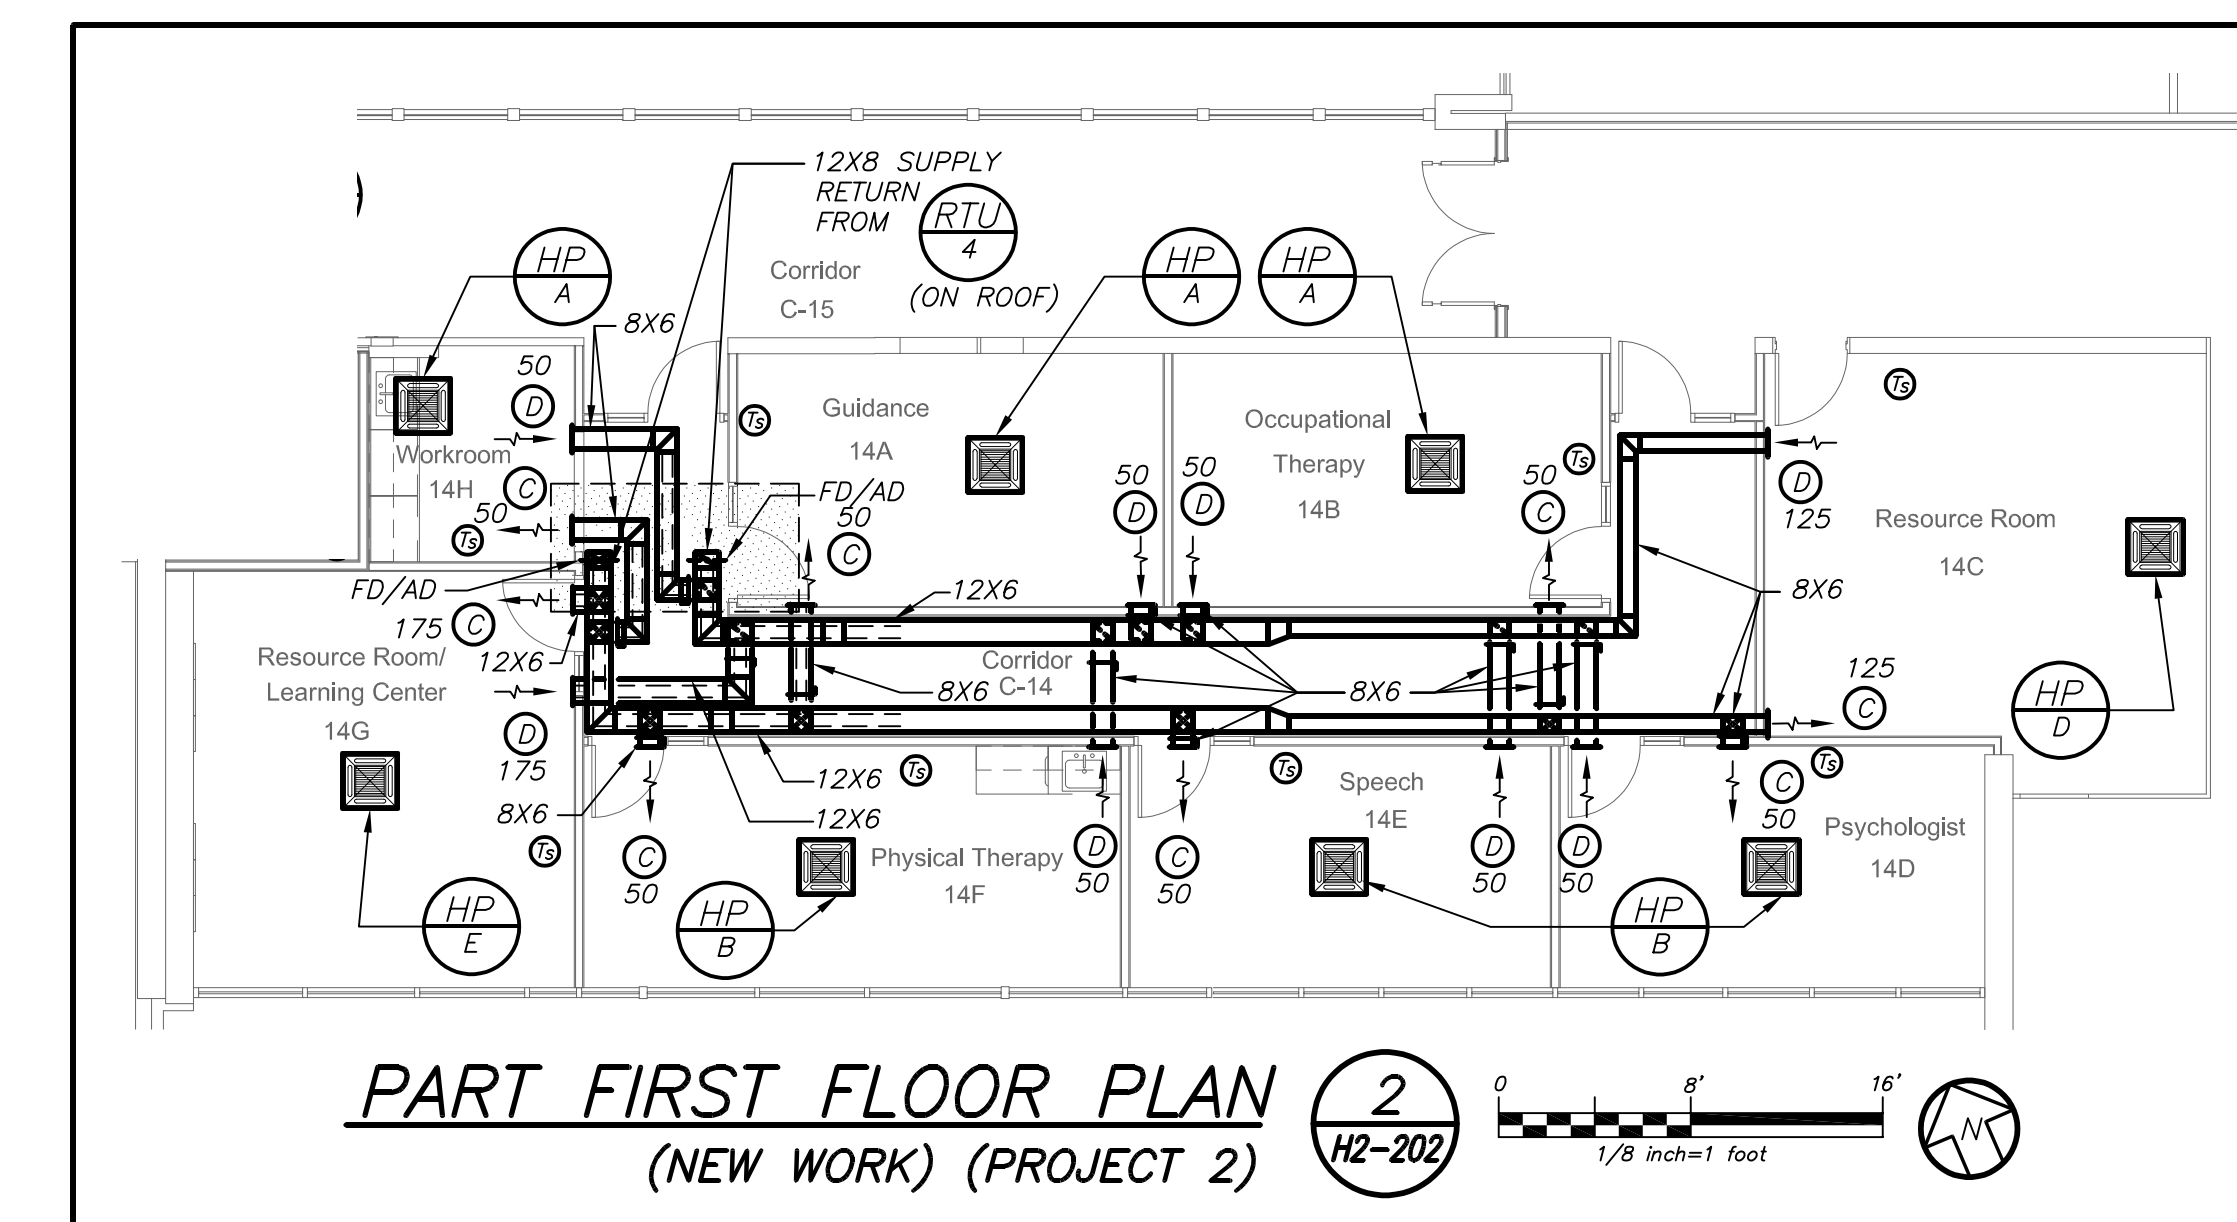 12X8 SUPPLY
RETURN
FROM
RTU
4
(ON ROOF)
Corridor
C-15
HP
A
HP
A
HP
A
8X6
50
D
Workroom
14H
C
50
Ts
Ts
Guidance
14A
FD/AD
50
C
Occupational
Therapy
14B
50
D
50
D
50
C
Ts
Ts
D
125
Resource Room
14C
8X6
FD/AD
175
C
12X6
Resource Room/
Learning Center
14G
D
175
12X6
Corridor
C-14
8X6
8X6
125
C
HP
D
8X6
12X6
12X6
Ts
Ts
Ts
Ts
Speech
14E
C
50
Psychologist
14D
C
50
Physical Therapy
14F
D
50
C
50
D
50
D
50
HP
E
HP
B
HP
B
PART FIRST FLOOR PLAN
(NEW WORK) (PROJECT 2)
2
H2-202
0 8' 16'
1/8 inch=1 foot
N